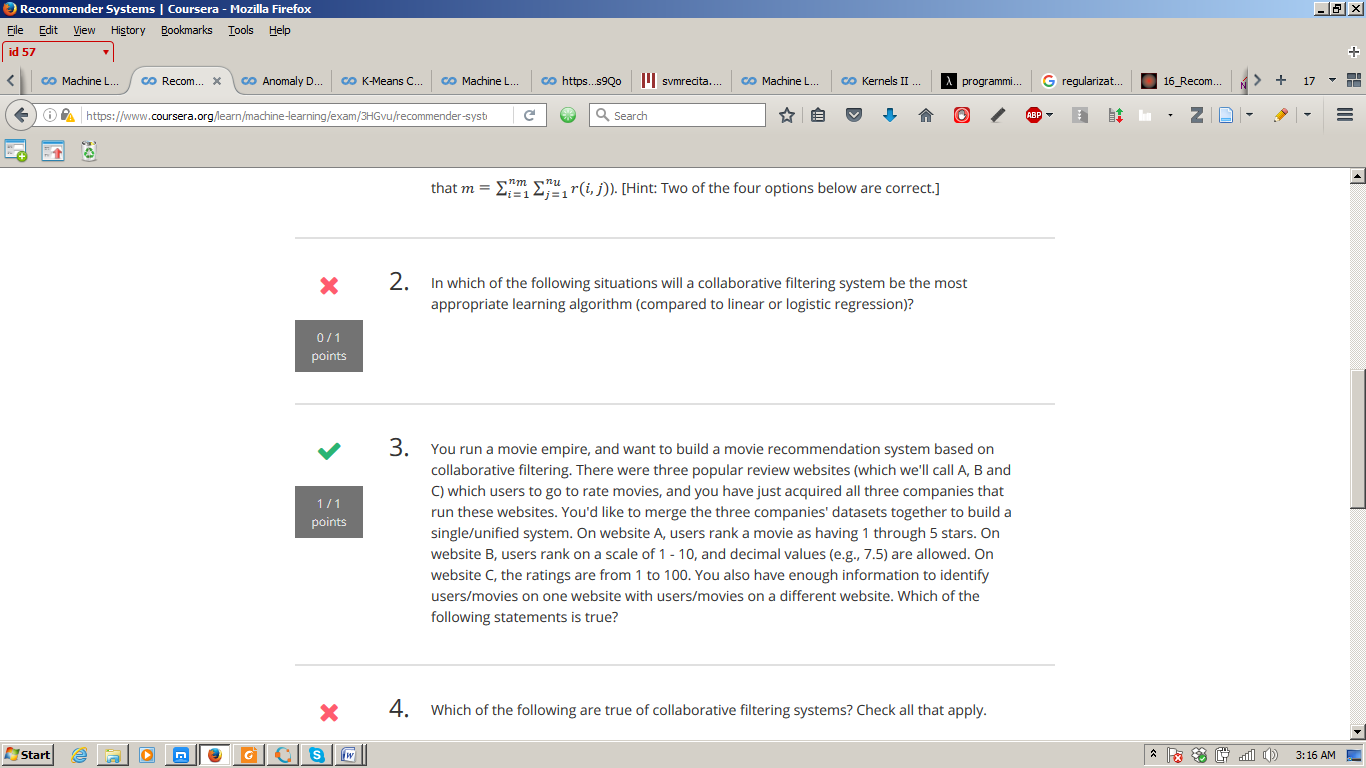 Recommender Systems | Coursera - Mozilla Firefox
File Edit View History Bookmarks Tools Help
id 57
Machine L... Recom... Anomaly D... K-Means C... Machine L... https...s9Qo svmrecita.... Machine L... Kernels II ... programmi... regularizat... 16_Recom... 17
https://www.coursera.org/learn/machine-learning/exam/3HGvu/recommender-syste Search ABP Z
that m = ∑_{i=1}^{n_m} ∑_{j=1}^{n_u} r(i, j)). [Hint: Two of the four options below are correct.]
2. In which of the following situations will a collaborative filtering system be the most
appropriate learning algorithm (compared to linear or logistic regression)?
0 / 1
points
3. You run a movie empire, and want to build a movie recommendation system based on
collaborative filtering. There were three popular review websites (which we'll call A, B and
C) which users to go to rate movies, and you have just acquired all three companies that
run these websites. You'd like to merge the three companies' datasets together to build a
single/unified system. On website A, users rank a movie as having 1 through 5 stars. On
website B, users rank on a scale of 1 - 10, and decimal values (e.g., 7.5) are allowed. On
website C, the ratings are from 1 to 100. You also have enough information to identify
users/movies on one website with users/movies on a different website. Which of the
following statements is true?
1 / 1
points
4. Which of the following are true of collaborative filtering systems? Check all that apply.
Start 3:16 AM